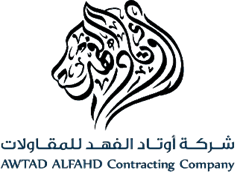 شركة أوتاد الفهد للمقاولات
AWTAD ALFAHD Contracting Company